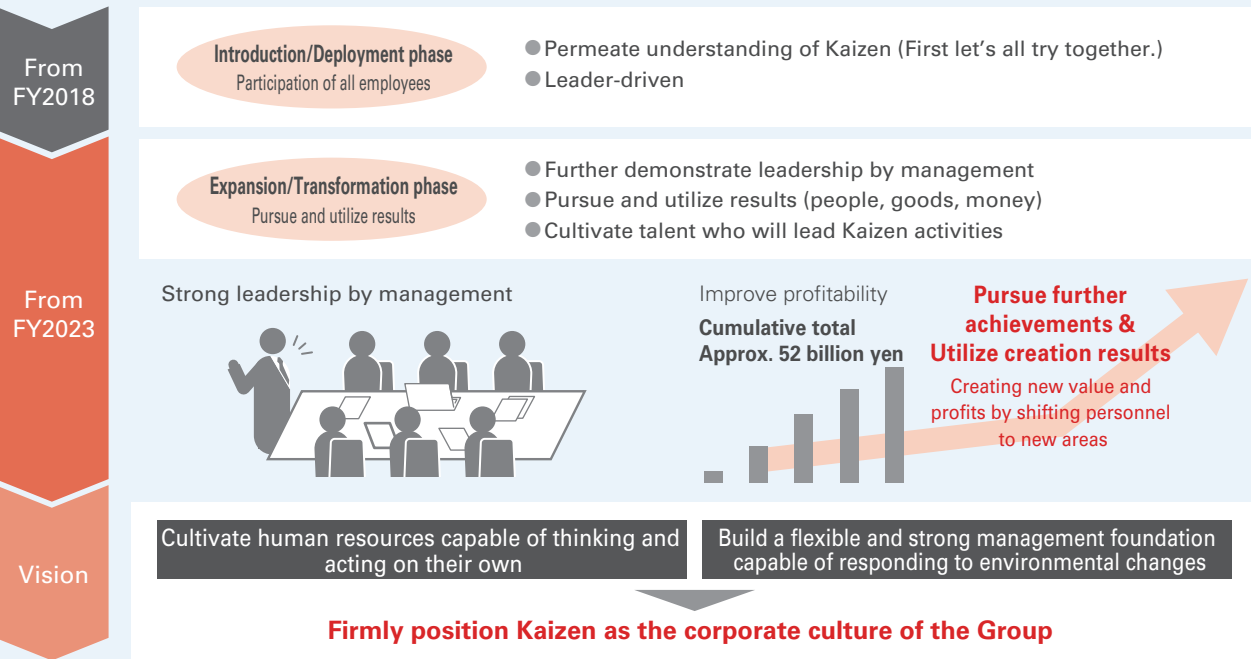 From
FY2018
Introduction/Deployment phase
Participation of all employees
Permeate understanding of Kaizen (First let's all try together.)
Leader-driven
From
FY2023
Expansion/Transformation phase
Pursue and utilize results
Further demonstrate leadership by management
Pursue and utilize results (people, goods, money)
Cultivate talent who will lead Kaizen activities
Strong leadership by management
Improve profitability
Cumulative total
Approx. 52 billion yen
Pursue further
achievements &
Utilize creation results
Creating new value and
profits by shifting personnel
to new areas
Vision
Cultivate human resources capable of thinking and
acting on their own
Build a flexible and strong management foundation
capable of responding to environmental changes
Firmly position Kaizen as the corporate culture of the Group